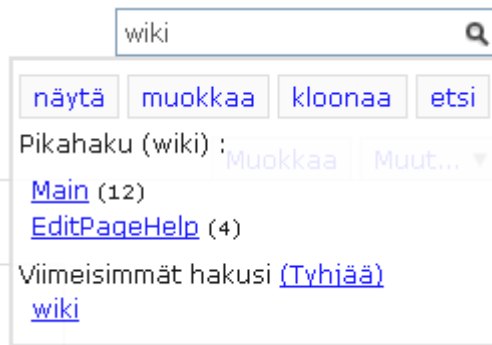 wiki
näytä muokkaa kloonaa etsi
Pikahaku (wiki) :
Muokkaa Muut... ▼
Main (12)
EditPageHelp (4)
Viimeisimmät hakusi (Tyhjää)
wiki